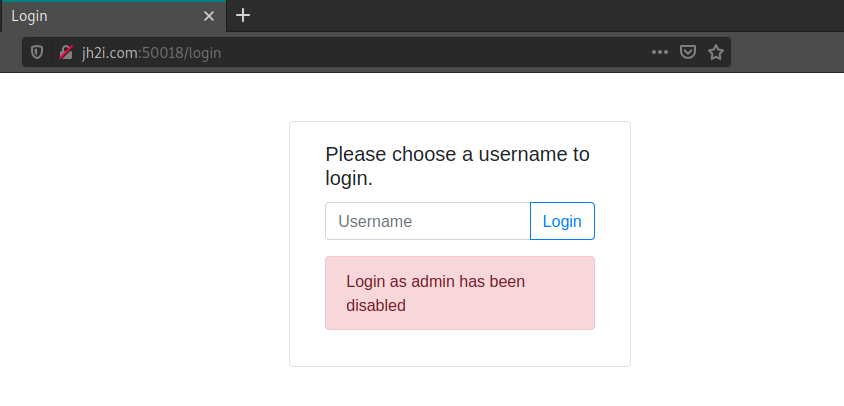 Login
jh2i.com:50018/login
Please choose a username to
login.
Username
Login
Login as admin has been
disabled